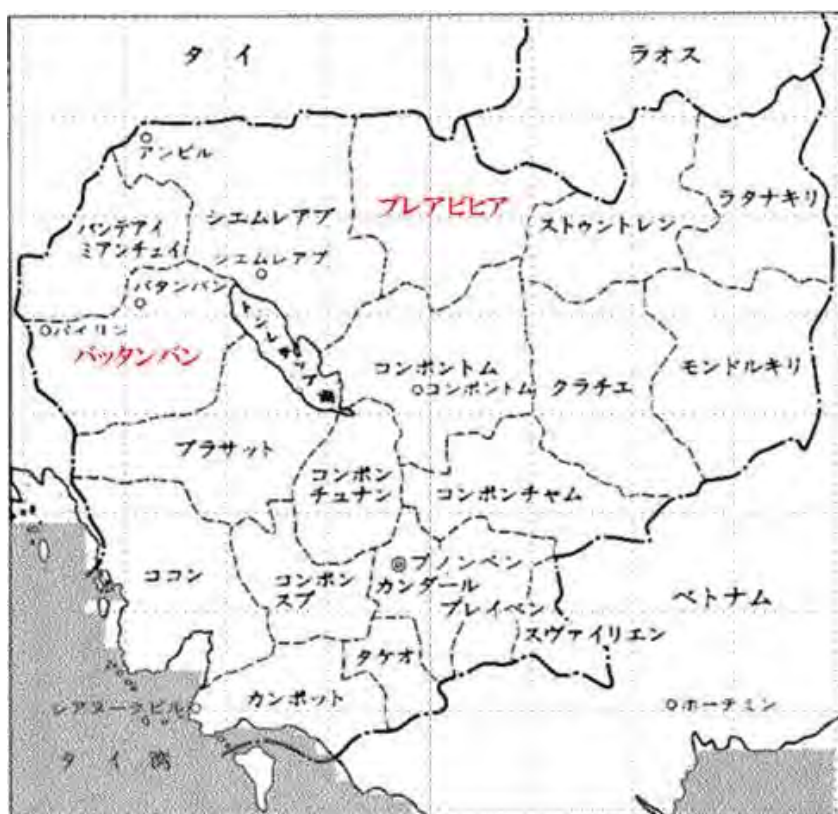 タイ
ラオス
アンピル
バンテアイ
ミアンチェイ
シエムレアプ
シエムレアプ
プレアビヒア
ストゥントレン
ラタナキリ
バタンバン
パイリン
バッタンバン
コンポントム
コンポントム
クラチエ
モンドルキリ
プラサット
コンポン
チュナン
コンポンチャム
ココン
コンポン
スプ
プノンペン
カンダール
プレイベン
スヴァイリエン
ベトナム
タケオ
カンポット
シアヌークビル
ホーチミン
タイ湾